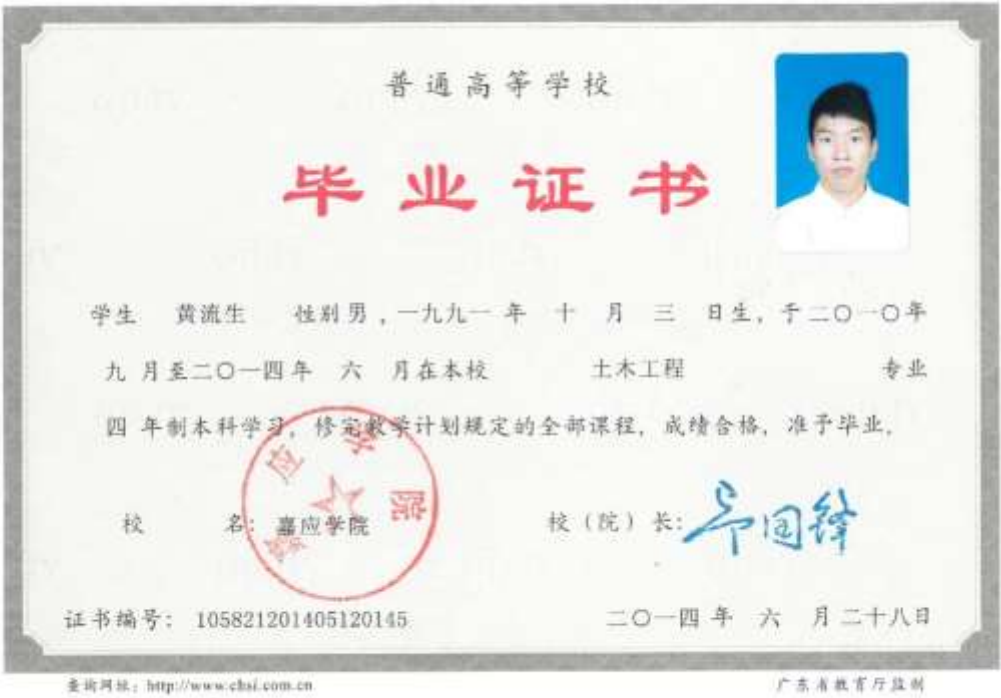 普通高等学校
毕业证书
学生 黄流生 性别男，一九九一年 十 月 三 日生，于二〇一〇年
九 月至二〇一四年 六 月在本校 土木工程 专业
四 年制本科学习，修完教学计划规定的全部课程，成绩合格，准予毕业。
校 名：嘉应学院 校（院）长：
嘉应学院
证书编号： 105821201405120145 二〇一四年 六 月二十八日
查询网址：http://www.chsi.com.cn 广东省教育厅监制